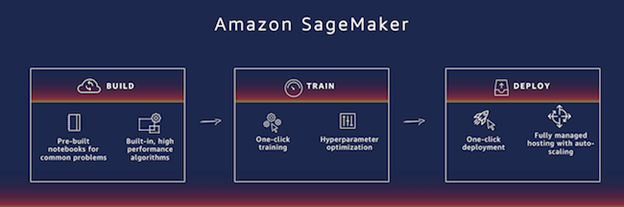 Amazon SageMaker
BUILD
Pre-built
notebooks for
common problems
Built-in, high
performance
algorithms
TRAIN
One-click
training
Hyperparameter
optimization
DEPLOY
One-click
deployment
Fully managed
hosting with auto-
scaling